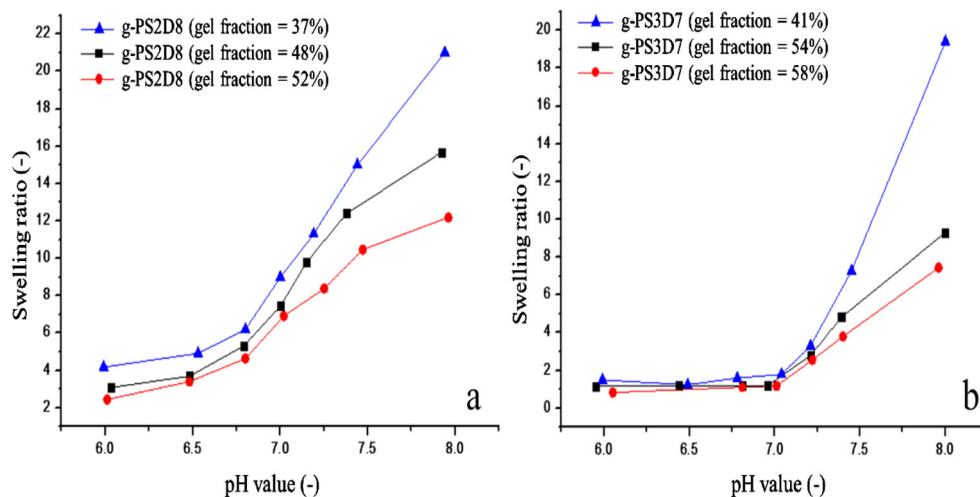 g-PS2D8 (gel fraction = 37%)
g-PS2D8 (gel fraction = 48%)
g-PS2D8 (gel fraction = 52%)
22
20
18
16
14
12
10
8
6
4
2
Swelling ratio (-)
6.0 6.5 7.0 7.5 8.0
pH value (-)
a
g-PS3D7 (gel fraction = 41%)
g-PS3D7 (gel fraction = 54%)
g-PS3D7 (gel fraction = 58%)
20
18
16
14
12
10
8
6
4
2
0
Swelling ratio (-)
6.0 6.5 7.0 7.5 8.0
pH value (-)
b